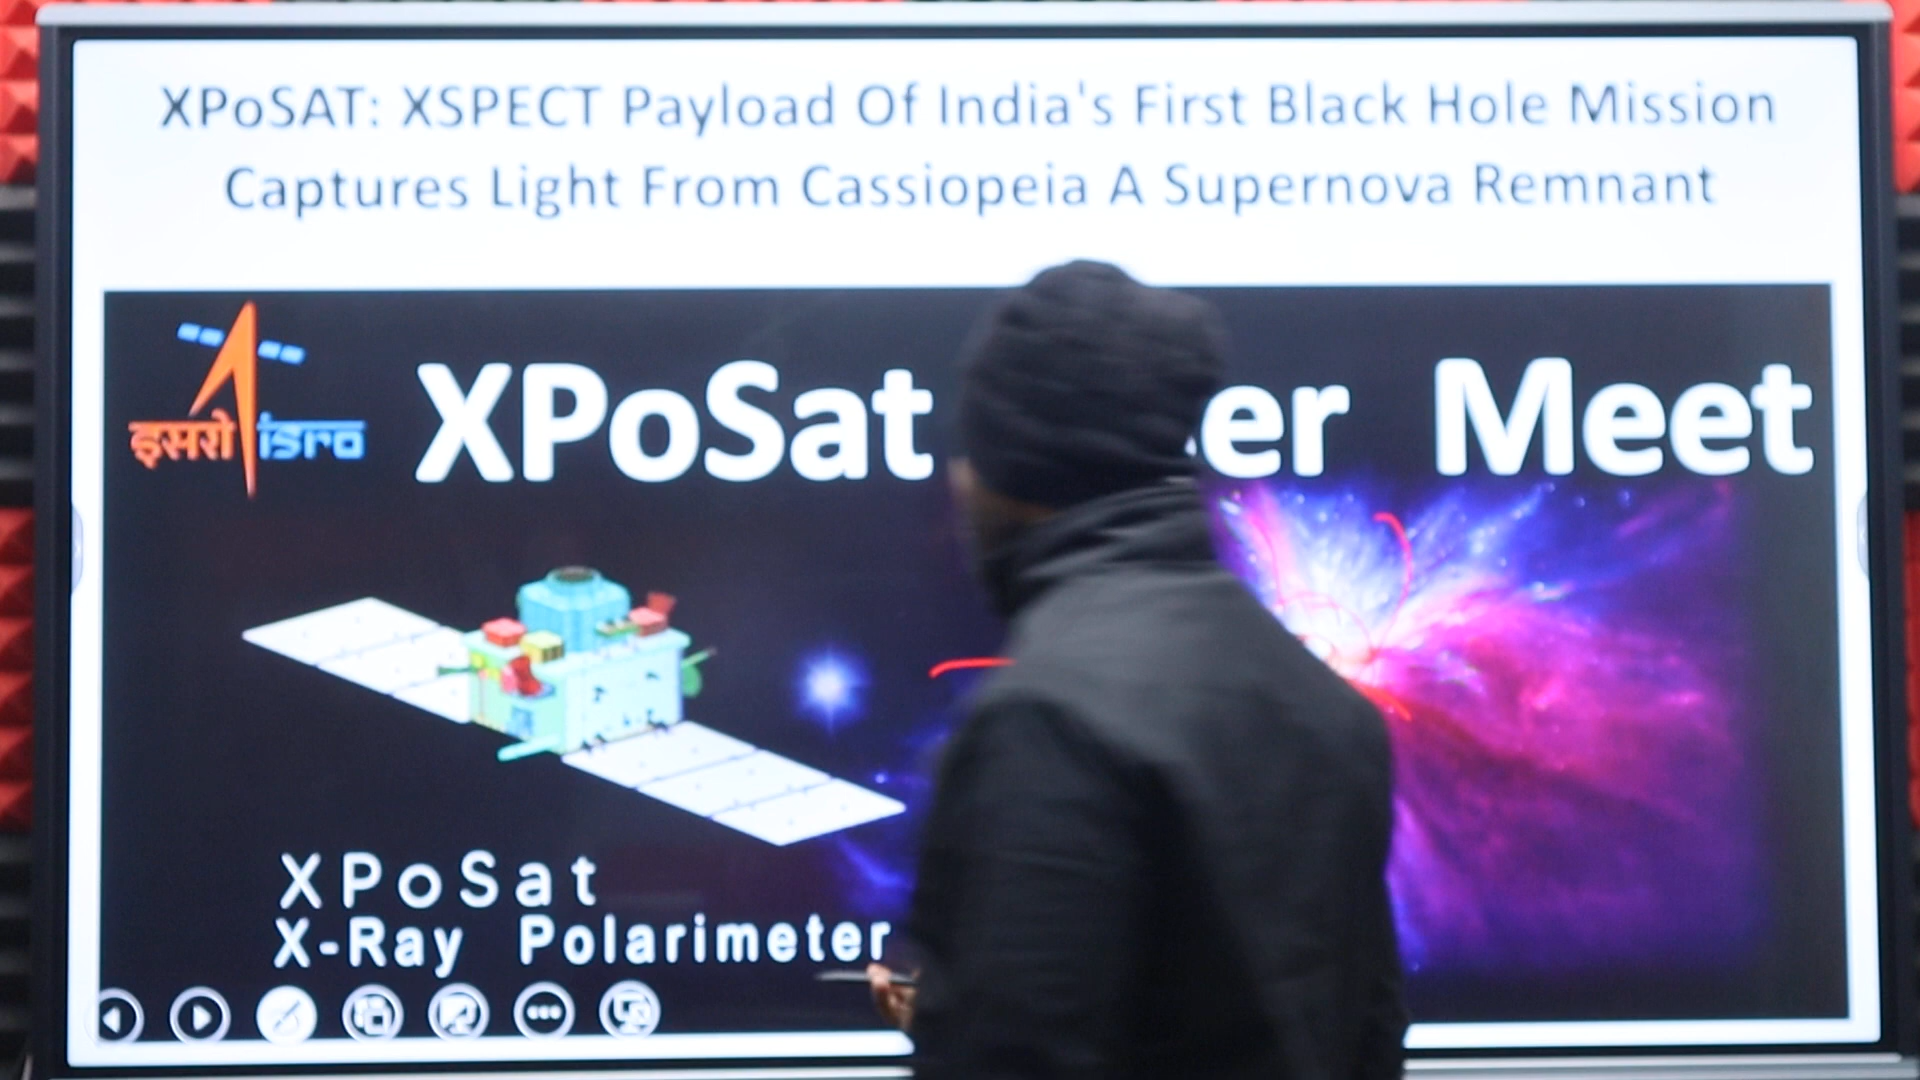 XPoSAT: XSPECT Payload Of India's First Black Hole Mission
Captures Light From Cassiopeia A Supernova Remnant
इसरो isro
XPoSat Meet
XPoSat
X-Ray Polarimeter